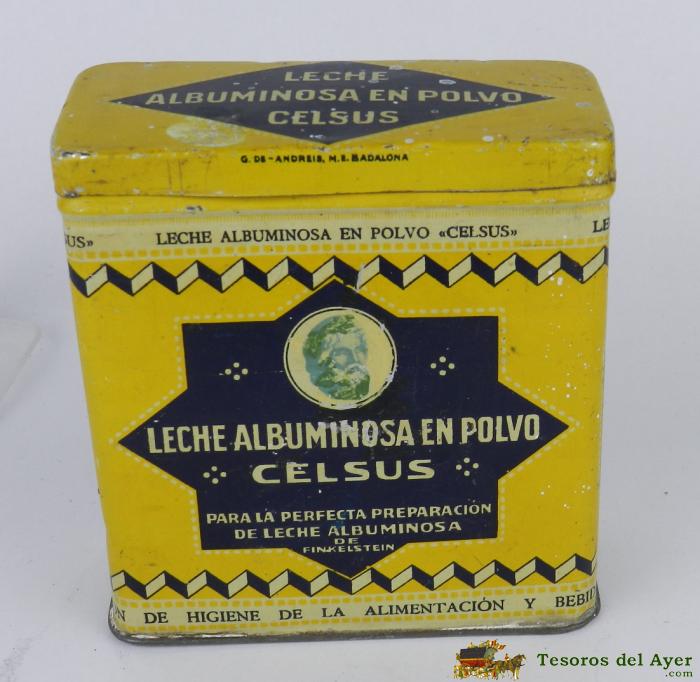 LECHE
ALBUMINOSA EN POLVO
CELSUS
G. DE-ANDREIS, M.E. BADALONA
US» LECHE ALBUMINOSA EN POLVO «CELSUS» LE
LECHE ALBUMINOSA EN POLVO
CELSUS
PARA LA PERFECTA PREPARACION
DE LECHE ALBUMINOSA
DE
FINKELSTEIN
N DE HIGIENE DE LA ALIMENTACIÓN Y BEBI
Tesoros del Ayer
.com